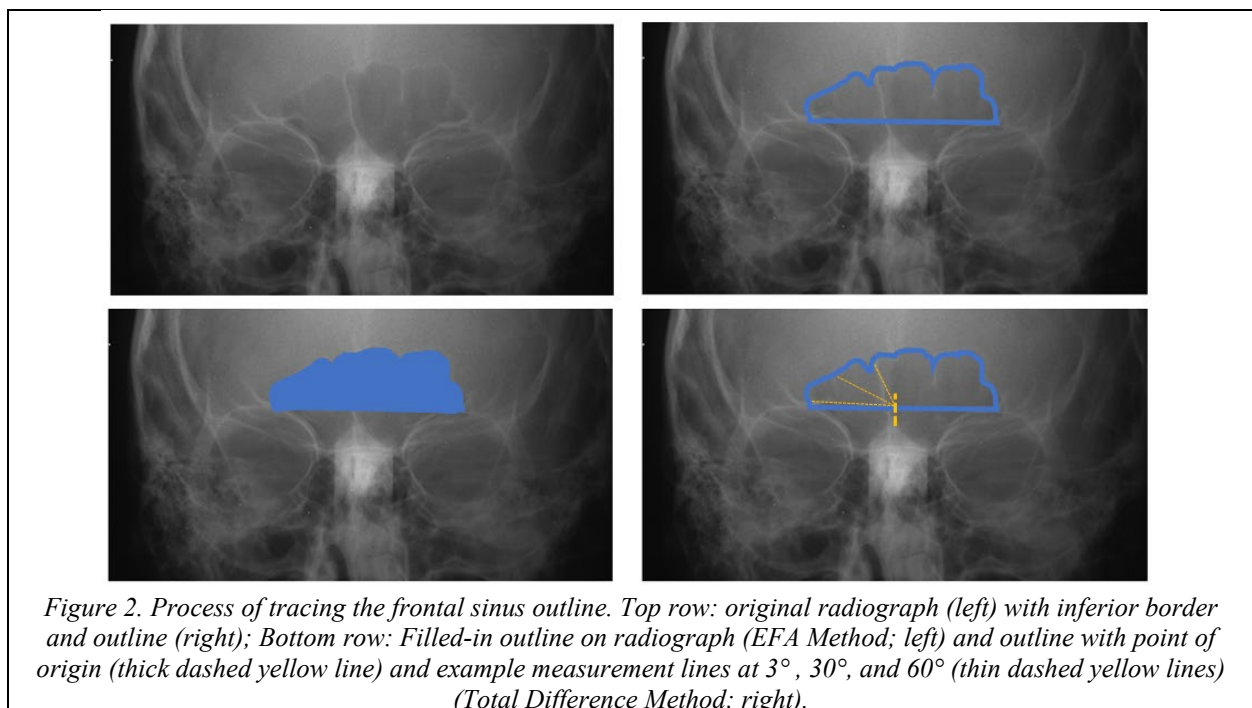 Figure 2. Process of tracing the frontal sinus outline. Top row: original radiograph (left) with inferior border
and outline (right); Bottom row: Filled-in outline on radiograph (EFA Method; left) and outline with point of
origin (thick dashed yellow line) and example measurement lines at 3° , 30°, and 60° (thin dashed yellow lines)
(Total Difference Method; right).